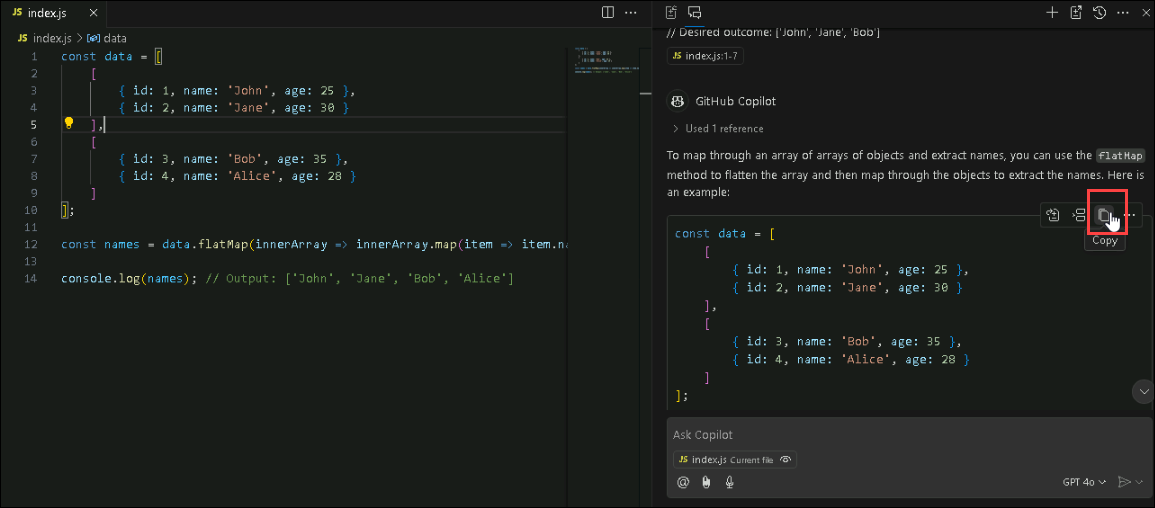 JS index.js
JS index.js > data
1 const data = [
2 [
3 { id: 1, name: 'John', age: 25 },
4 { id: 2, name: 'Jane', age: 30 }
5 ],
6 [
7 { id: 3, name: 'Bob', age: 35 },
8 { id: 4, name: 'Alice', age: 28 }
9 ]
10 ];
11
12 const names = data.flatMap(innerArray => innerArray.map(item => item.na
13
14 console.log(names); // Output: ['John', 'Jane', 'Bob', 'Alice']
// Desired outcome: ['John', 'Jane', 'Bob']
JS index.js:1-7
GitHub Copilot
> Used 1 reference
To map through an array of arrays of objects and extract names, you can use the flatMap
method to flatten the array and then map through the objects to extract the names. Here is
an example:
Copy
const data = [
[
{ id: 1, name: 'John', age: 25 },
{ id: 2, name: 'Jane', age: 30 }
],
[
{ id: 3, name: 'Bob', age: 35 },
{ id: 4, name: 'Alice', age: 28 }
]
];
Ask Copilot
JS index.js Current file
@
GPT 4o